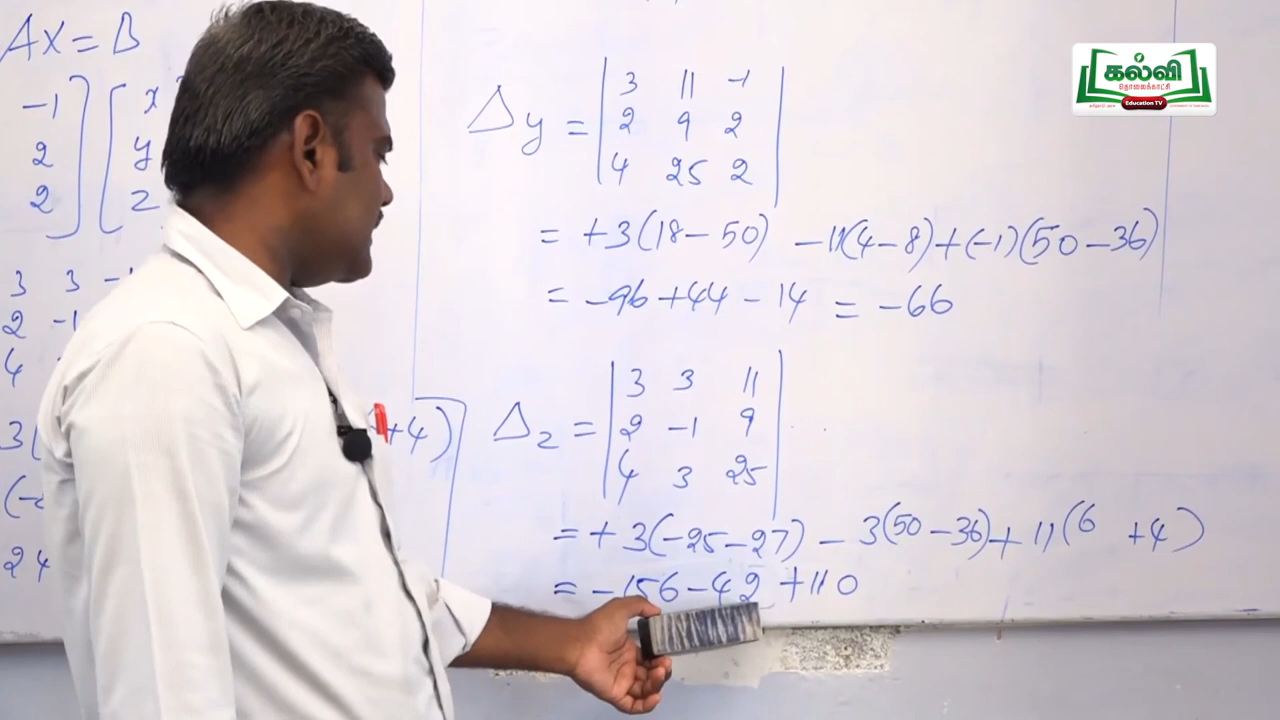 AX = B
-1 x
2 y
2 z
3 3 -1
2 -1
4
3(
+4)
(-2
24
Δy = | 3 11 -1 |
| 2 9 2 |
| 4 25 2 |
= +3(18 - 50) - 11(4 - 8) + (-1)(50 - 36)
= -96 + 44 - 14 = -66
Δz = | 3 3 11 |
| 2 -1 9 |
| 4 3 25 |
= +3(-25 - 27) - 3(50 - 36) + 11(6 +4)
= -156 - 42 + 110
கல்வி
தொலைக்காட்சி
Education TV